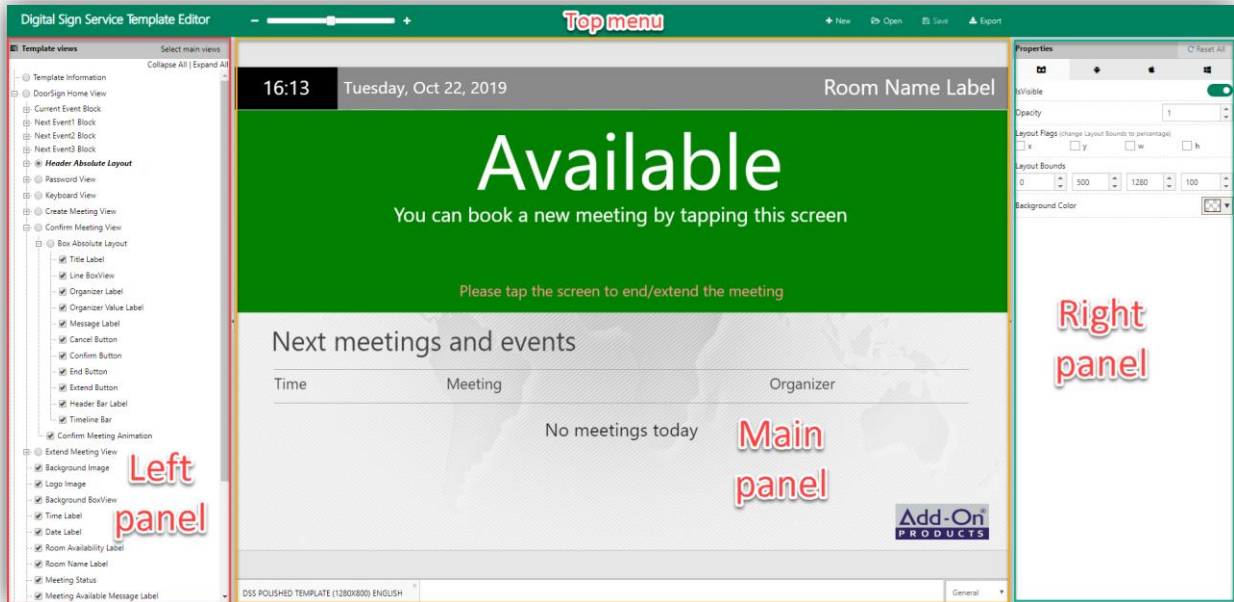 Digital Sign Service Template Editor
− +
Top menu
New Open Save Export
Template views Select main views
Collapse All | Expand All
Template Information
DoorSign Home View
Current Event Block
Next Event1 Block
Next Event2 Block
Next Event3 Block
Header Absolute Layout
Password View
Keyboard View
Create Meeting View
Confirm Meeting View
Box Absolute Layout
Title Label
Line BoxView
Organizer Label
Organizer Value Label
Message Label
Cancel Button
Confirm Button
End Button
Extend Button
Header Bar Label
Timeline Bar
Confirm Meeting Animation
Extend Meeting View
Background Image
Logo Image
Background BoxView
Time Label
Date Label
Room Availability Label
Room Name Label
Meeting Status
Meeting Available Message Label
Left
panel
16:13 Tuesday, Oct 22, 2019 Room Name Label
Available
You can book a new meeting by tapping this screen
Please tap the screen to end/extend the meeting
Next meetings and events
Time Meeting Organizer
No meetings today
Main
panel
Add-On®
PRODUCTS
DSS POLISHED TEMPLATE (1280X800) ENGLISH
General
Properties Reset All
IsVisible
Opacity 1
Layout Flags (change Layout Bounds to percentage)
x y w h
Layout Bounds
0 500 1280 100
Background Color
Right
panel